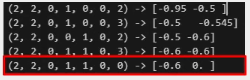 (2, 2, 0, 1, 0, 0, 2) -> [-0.95 -0.5 ]
(2, 2, 0, 1, 0, 0, 3) -> [-0.5   -0.545]
(2, 2, 0, 1, 1, 0, 2) -> [-0.5 -0.6]
(2, 2, 0, 1, 1, 0, 3) -> [-0.6 -0.6]
(2, 2, 0, 1, 1, 0, 0) -> [-0.6  0. ]